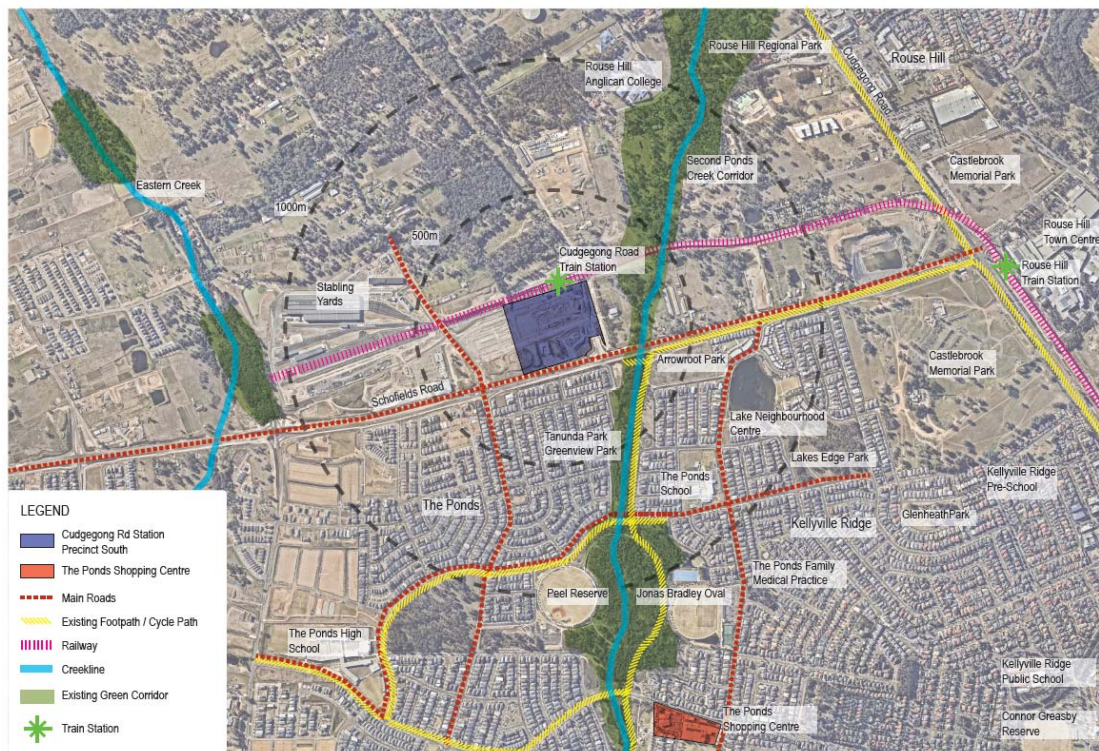 Rouse Hill Regional Park
Rouse Hill
Cudgegong Road
Rouse Hill
Anglican College
Second Ponds
Creek Corridor
Castlebrook
Memorial Park
Eastern Creek
1000m
500m
Rouse Hill
Town Centre
Cudgegong Road
Train Station
Rouse Hill
Train Station
Stabling
Yards
Arrowroot Park
Castlebrook
Memorial Park
Schofields Road
Lake Neighbourhood
Centre
Tanunda Park
Greenview Park
Lakes Edge Park
The Ponds
School
Kellyville Ridge
Pre-School
The Ponds
GlenheathPark
Kellyville Ridge
The Ponds Family
Medical Practice
Peel Reserve
Jonas Bradley Oval
The Ponds High
School
Kellyville Ridge
Public School
The Ponds
Shopping Centre
Connor Greasby
Reserve
LEGEND
Cudgegong Rd Station
Precinct South
The Ponds Shopping Centre
Main Roads
Existing Footpath / Cycle Path
Railway
Creekline
Existing Green Corridor
Train Station